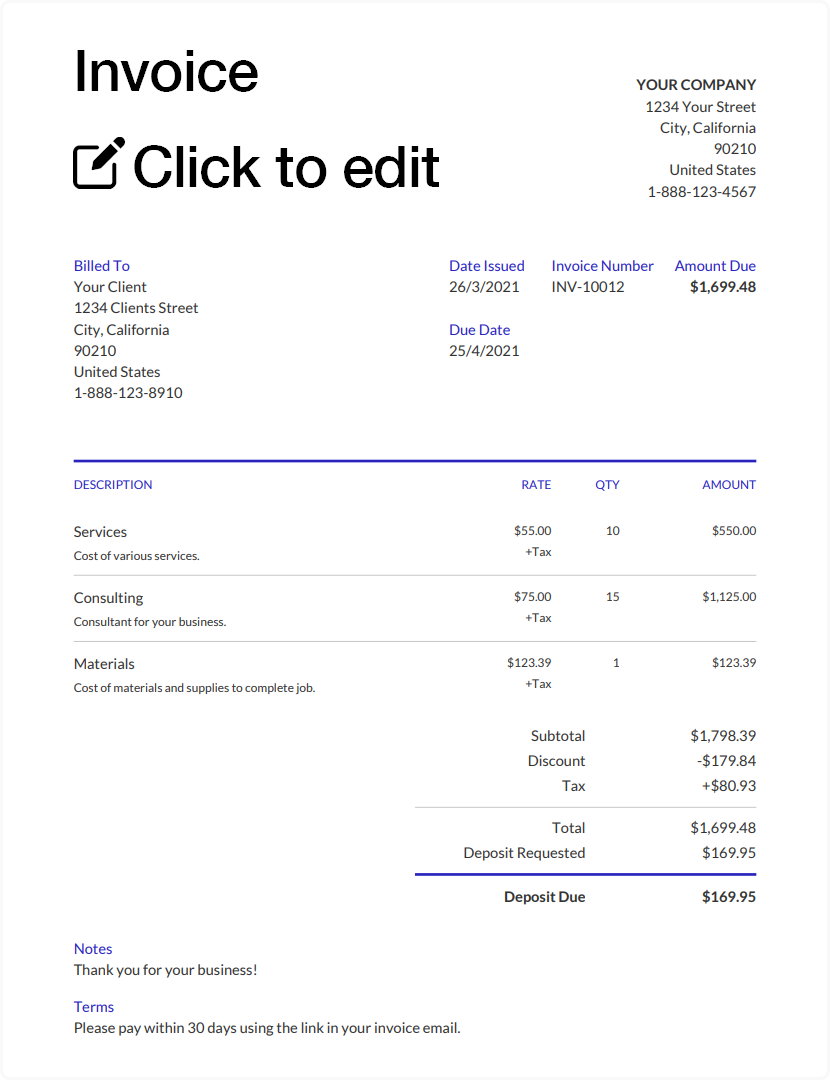 Invoice
Click to edit
YOUR COMPANY
1234 Your Street
City, California
90210
United States
1-888-123-4567
Billed To
Your Client
1234 Clients Street
City, California
90210
United States
1-888-123-8910
Date Issued
26/3/2021
Due Date
25/4/2021
Invoice Number
INV-10012
Amount Due
$1,699.48
DESCRIPTION RATE QTY AMOUNT
Services $55.00 10 $550.00
+Tax
Cost of various services.
Consulting $75.00 15 $1,125.00
+Tax
Consultant for your business.
Materials $123.39 1 $123.39
+Tax
Cost of materials and supplies to complete job.
Subtotal $1,798.39
Discount -$179.84
Tax +$80.93
Total $1,699.48
Deposit Requested $169.95
Deposit Due $169.95
Notes
Thank you for your business!
Terms
Please pay within 30 days using the link in your invoice email.